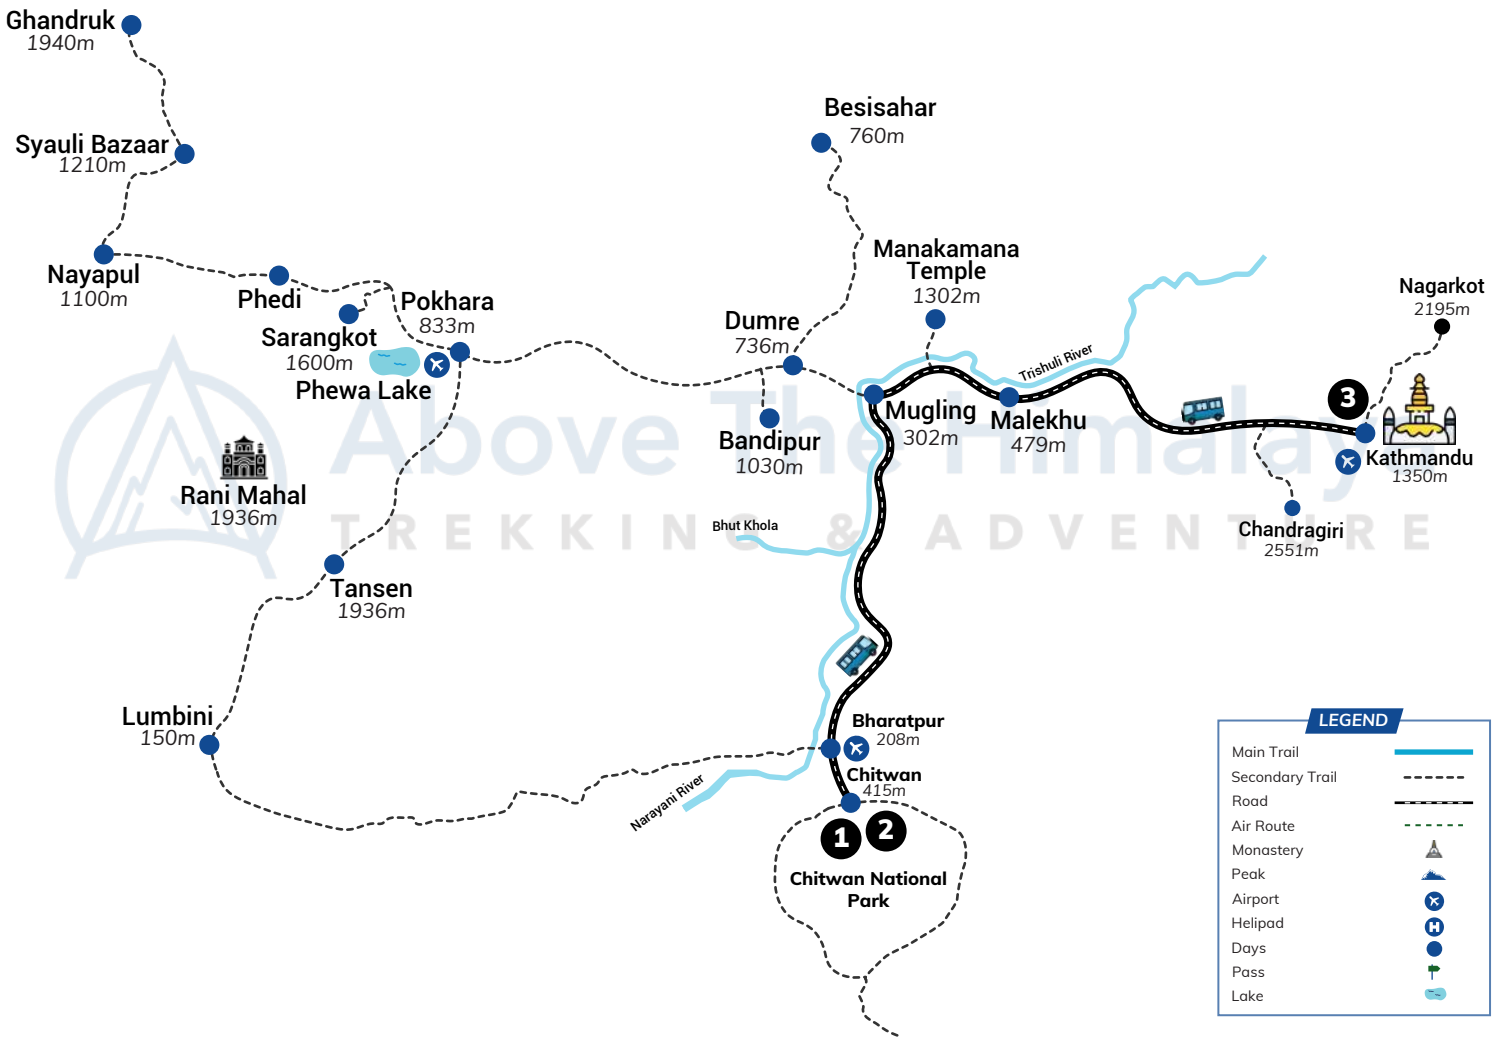 Ghandruk
1940m
Syauli Bazaar
1210m
Nayapul
1100m
Phedi
Sarangkot
1600m
Pokhara
833m
Phewa Lake
Besisahar
760m
Manakamana
Temple
1302m
Dumre
736m
Bandipur
1030m
Mugling
302m
Trishuli River
Malekhu
479m
Nagarkot
2195m
3
Kathmandu
1350m
Chandragiri
2551m
Above The Himalaya
TREKKING & ADVENTURE
Rani Mahal
1936m
Bhut Khola
Tansen
1936m
Lumbini
150m
Bharatpur
208m
Chitwan
415m
Narayani River
1
2
Chitwan National
Park
LEGEND
Main Trail
Secondary Trail
Road
Air Route
Monastery
Peak
Airport
Helipad
H
Days
Pass
Lake